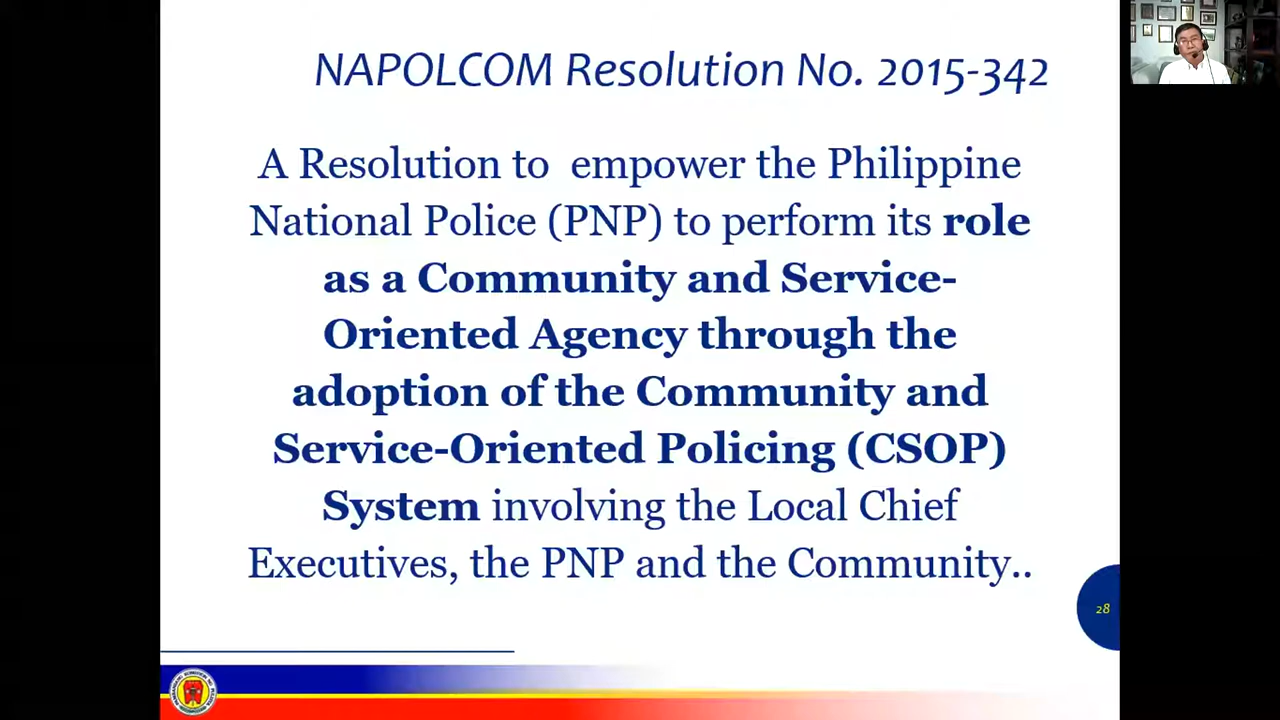 NAPOLCOM Resolution No. 2015-342
A Resolution to empower the Philippine
National Police (PNP) to perform its role
as a Community and Service-
Oriented Agency through the
adoption of the Community and
Service-Oriented Policing (CSOP)
System involving the Local Chief
Executives, the PNP and the Community..
28